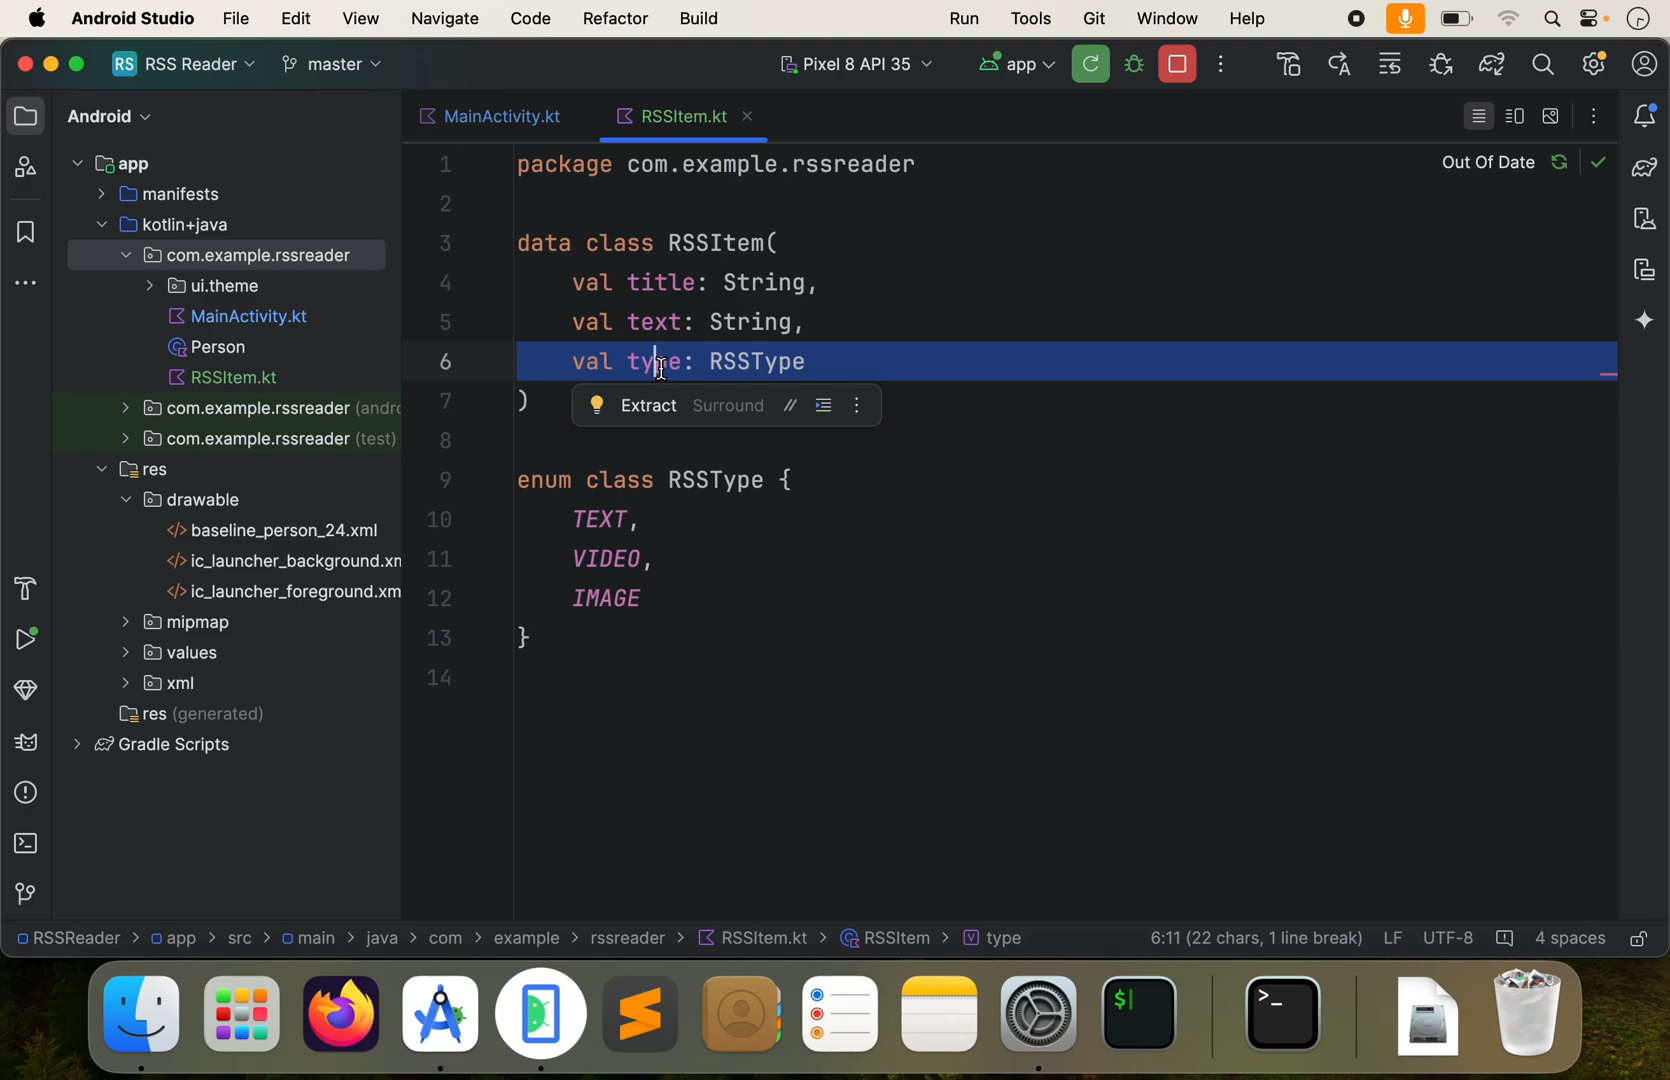 Android Studio File Edit View Navigate Code Refactor Build Run Tools Git Window Help
RS RSS Reader master Pixel 8 API 35 app
Android
MainActivity.kt RSSItem.kt
Out Of Date
app
manifests
kotlin+java
com.example.rssreader
ui.theme
MainActivity.kt
Person
RSSItem.kt
com.example.rssreader (andro
com.example.rssreader (test)
res
drawable
baseline_person_24.xml
ic_launcher_background.xm
ic_launcher_foreground.xm
mipmap
values
xml
res (generated)
Gradle Scripts
1 package com.example.rssreader
2
3 data class RSSItem(
4 val title: String,
5 val text: String,
6 val type: RSSType
7 )
Extract Surround //
8
9 enum class RSSType {
10 TEXT,
11 VIDEO,
12 IMAGE
13 }
14
RSSReader > app > src > main > java > com > example > rssreader > RSSItem.kt > RSSItem > type 6:11 (22 chars, 1 line break) LF UTF-8 4 spaces
$
>_